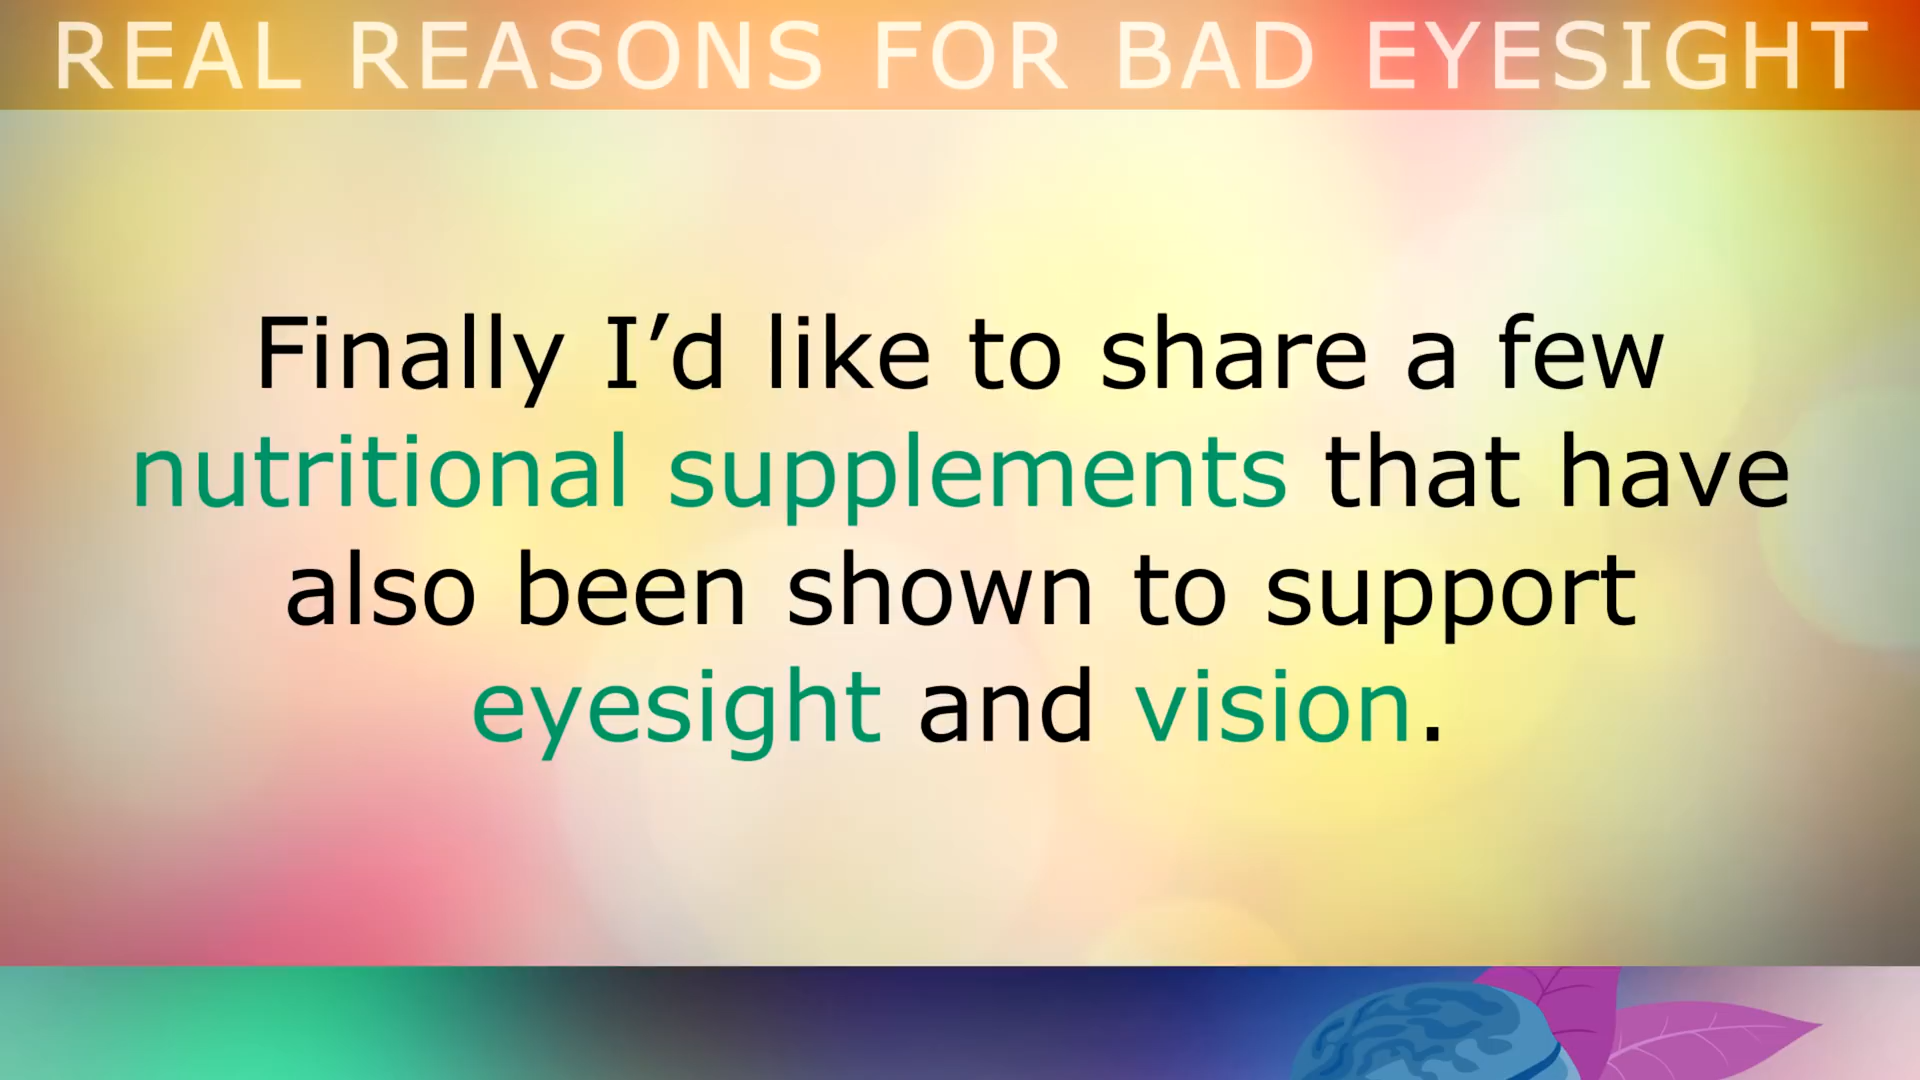 REAL REASONS FOR BAD EYESIGHT
Finally I’d like to share a few
nutritional supplements that have
also been shown to support
eyesight and vision.